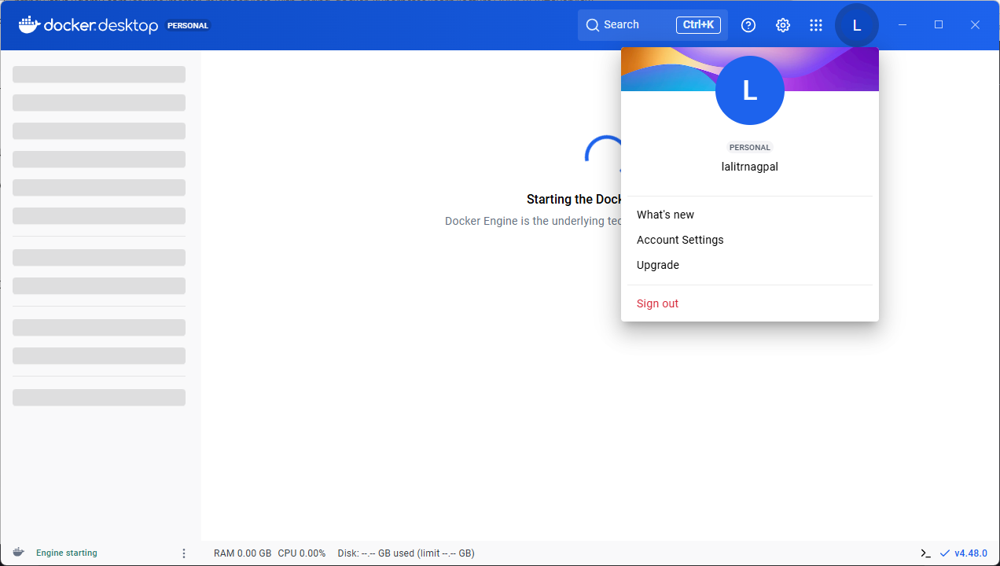 docker.desktop PERSONAL
Search Ctrl+K
L
L
PERSONAL
lalitrnagpal
Starting the Dock
Docker Engine is the underlying tec
What's new
Account Settings
Upgrade
Sign out
Engine starting
RAM 0.00 GB CPU 0.00% Disk: --.-- GB used (limit --.-- GB)
v4.48.0